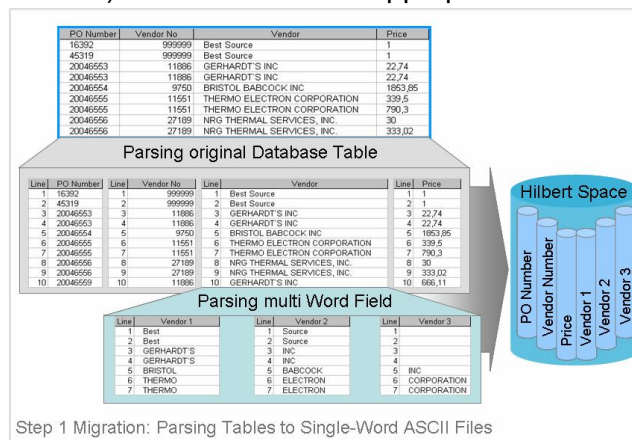 PO Number Vendor No Vendor Price
16392 999999 Best Source 1
45319 999999 Best Source 1
20046553 11886 GERHARDT'S INC 22,74
20046553 11886 GERHARDT'S INC 22,74
20046554 9750 BRISTOL BABCOCK INC 1853,85
20046555 11551 THERMO ELECTRON CORPORATION 339,5
20046555 11551 THERMO ELECTRON CORPORATION 790,3
20046556 27189 NRG THERMAL SERVICES, INC. 30
20046556 27189 NRG THERMAL SERVICES, INC. 333,02
Parsing original Database Table
Line PO Number Line Vendor No Line Vendor Line Price
1 16392 1 999999 1 Best Source 1 1
2 45319 2 999999 2 Best Source 2 1
3 20046553 3 11886 3 GERHARDT'S INC 3 22,74
4 20046553 4 11886 4 GERHARDT'S INC 4 22,74
5 20046554 5 9750 5 BRISTOL BABCOCK INC 5 1853,85
6 20046555 6 11551 6 THERMO ELECTRON CORPORATION 6 339,5
7 20046555 7 11551 7 THERMO ELECTRON CORPORATION 7 790,3
8 20046556 8 27189 8 NRG THERMAL SERVICES, INC. 8 30
9 20046556 9 27189 9 NRG THERMAL SERVICES, INC. 9 333,02
10 20046559 10 11886 10 GERHARDT'S INC 10 666,11
Parsing multi Word Field
Line Vendor 1 Line Vendor 2 Line Vendor 3
1 Best 1 Source 1
2 Best 2 Source 2
3 GERHARDT'S 3 INC 3
4 GERHARDT'S 4 INC 4
5 BRISTOL 5 BABCOCK 5 INC
6 THERMO 6 ELECTRON 6 CORPORATION
7 THERMO 7 ELECTRON 7 CORPORATION
Hilbert Space
PO Number
Vendor Number
Price
Vendor 1
Vendor 2
Vendor 3
Step 1 Migration: Parsing Tables to Single-Word ASCII Files